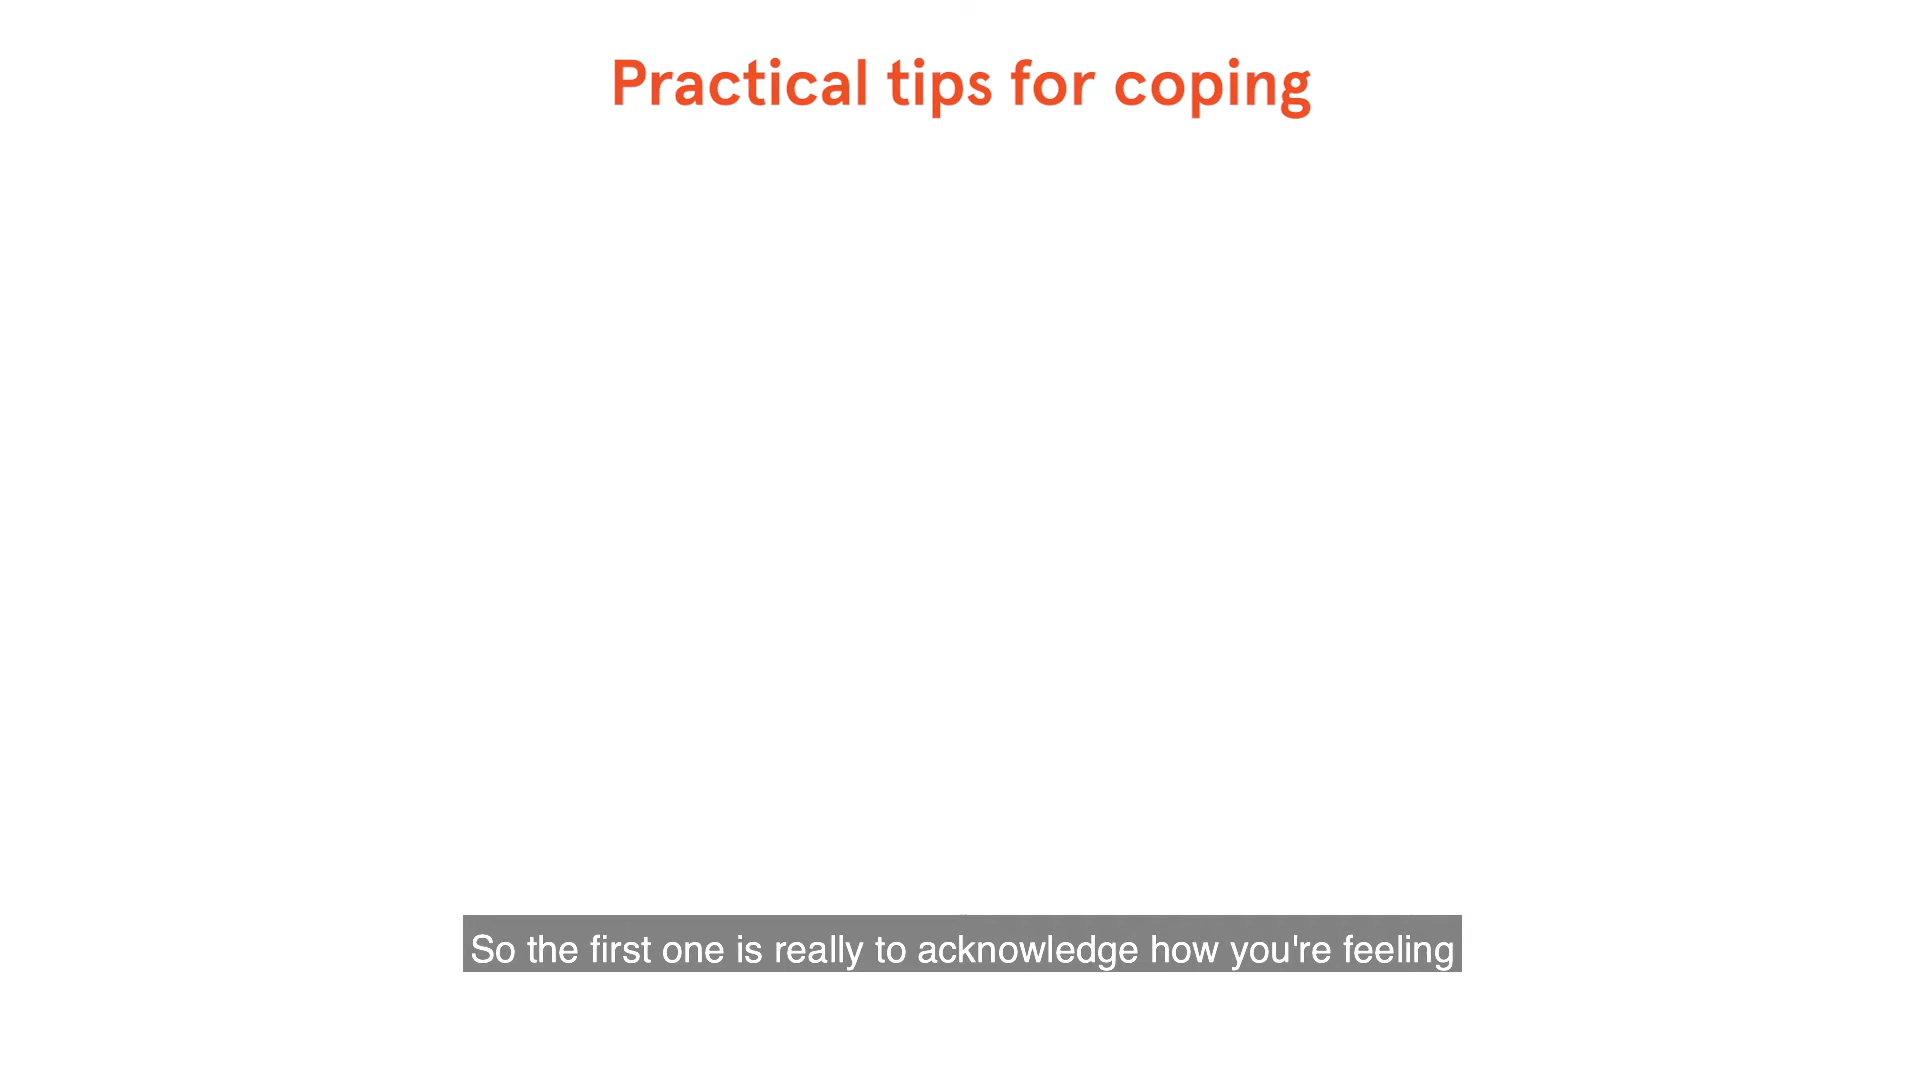 Practical tips for coping
So the first one is really to acknowledge how you're feeling